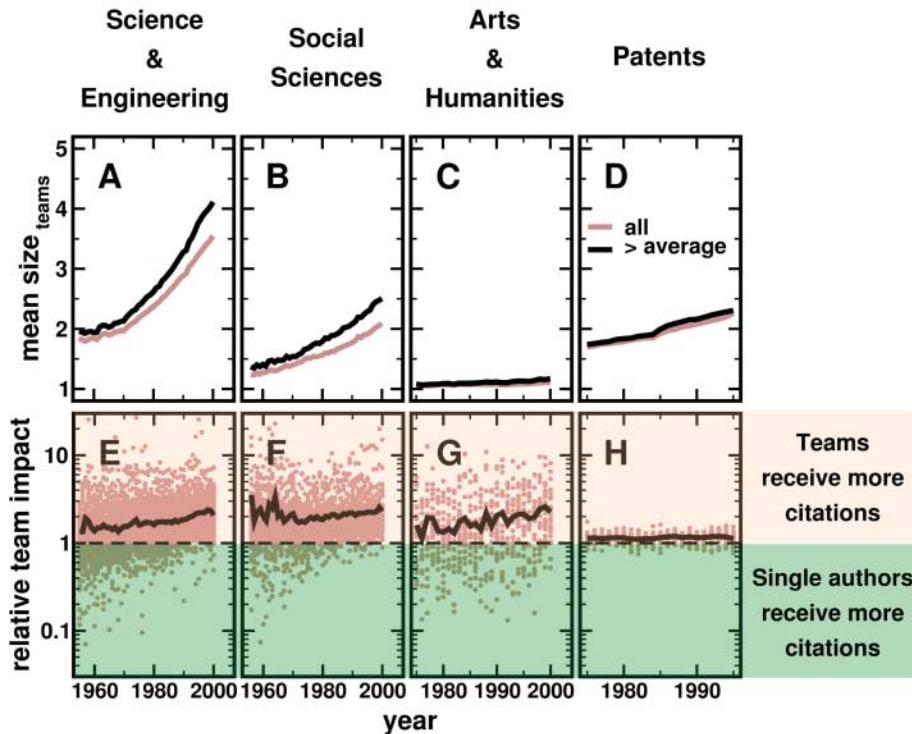 Science
&
Engineering
Social
Sciences
Arts
&
Humanities
Patents
mean size teams
5
4
3
2
1
A
B
C
D
all
> average
relative team impact
10
1
0.1
E
F
G
H
Teams
receive more
citations
Single authors
receive more
citations
1960 1980 2000
1960 1980 2000
1980 1990 2000
1980 1990
year